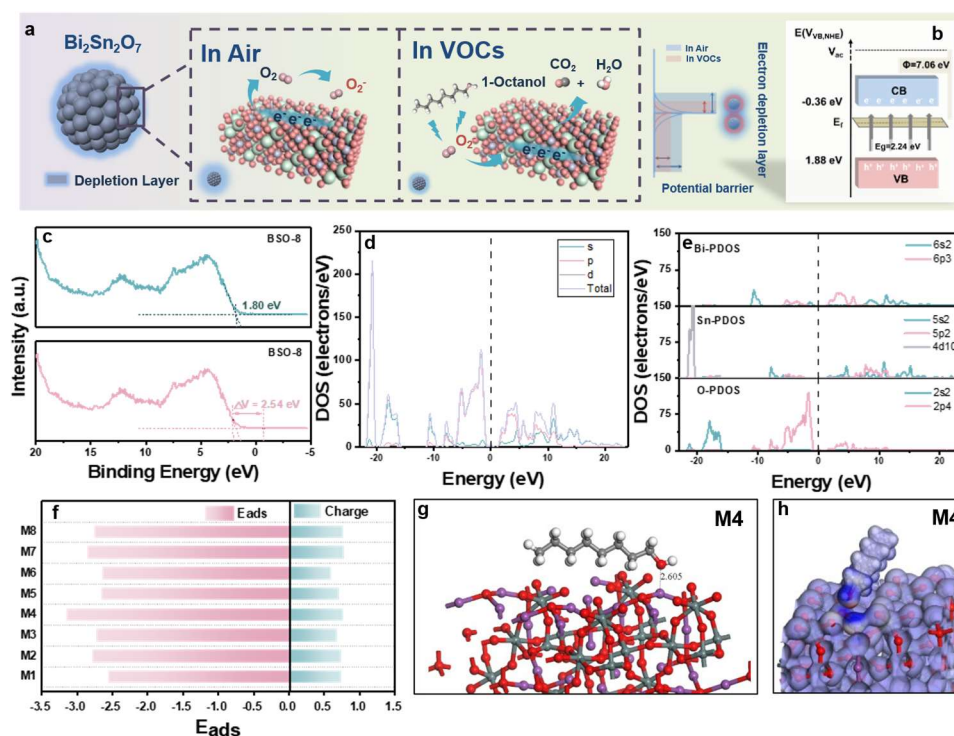 a
Bi2Sn2O7
Depletion Layer
In Air
O2
O2-
e- e- e-
In VOCs
1-Octanol
CO2
+
H2O
O2-
e- e- e-
In Air
In VOCs
Potential barrier
Electron depletion layer
b
E(VVB,NHE)
Vac
Φ=7.06 eV
CB
-0.36 eV
e- e- e- e- e- e-
Ef
Eg=2.24 eV
1.88 eV
h+ h+ h+ h+ h+ h+
VB
c
BSO-8
1.80 eV
BSO-8
ΔV = 2.54 eV
Intensity (a.u.)
20 15 10 5 0 -5
Binding Energy (eV)
d
s
p
d
Total
DOS (electrons/eV)
250
200
150
100
50
0
-20 -10 0 10 20
Energy (eV)
e
Bi-PDOS
6s2
6p3
Sn-PDOS
5s2
5p2
4d10
O-PDOS
2s2
2p4
DOS (electrons/eV)
150
75
150
75
150
75
0
-20 -10 0 10 20
Energy (eV)
f
Eads
Charge
M8
M7
M6
M5
M4
M3
M2
M1
-3.5 -3.0 -2.5 -2.0 -1.5 -1.0 -0.5 0.0 0.5 1.0 1.5
Eads
g
M4
2.605
h
M4